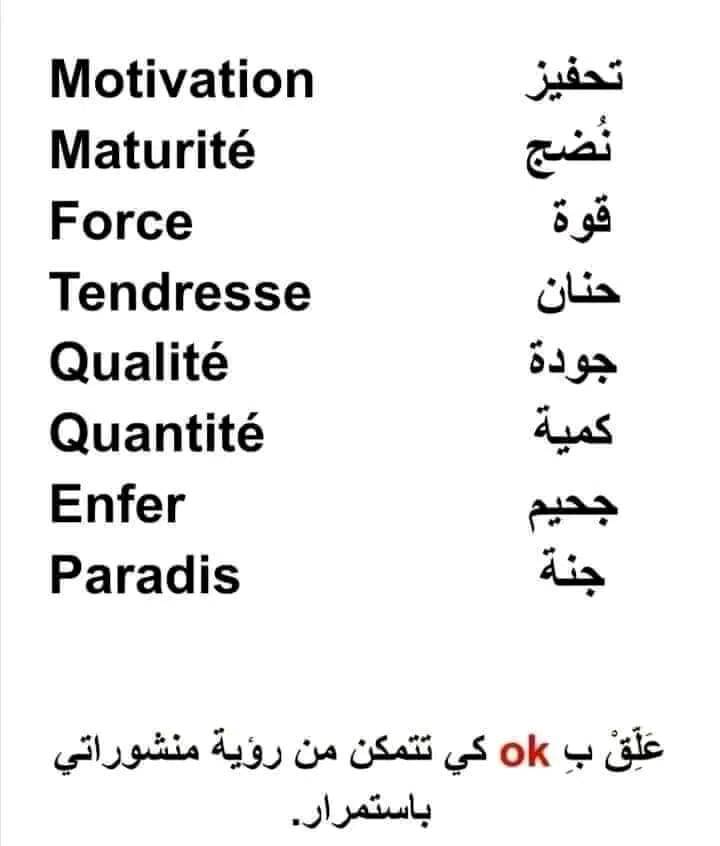 Motivation تحفيز
Maturité نُضج
Force قوة
Tendresse حنان
Qualité جودة
Quantité كمية
Enfer جحيم
Paradis جنة
عَلِّقْ بِ ok كي تتمكن من رؤية منشوراتي
باستمرار.